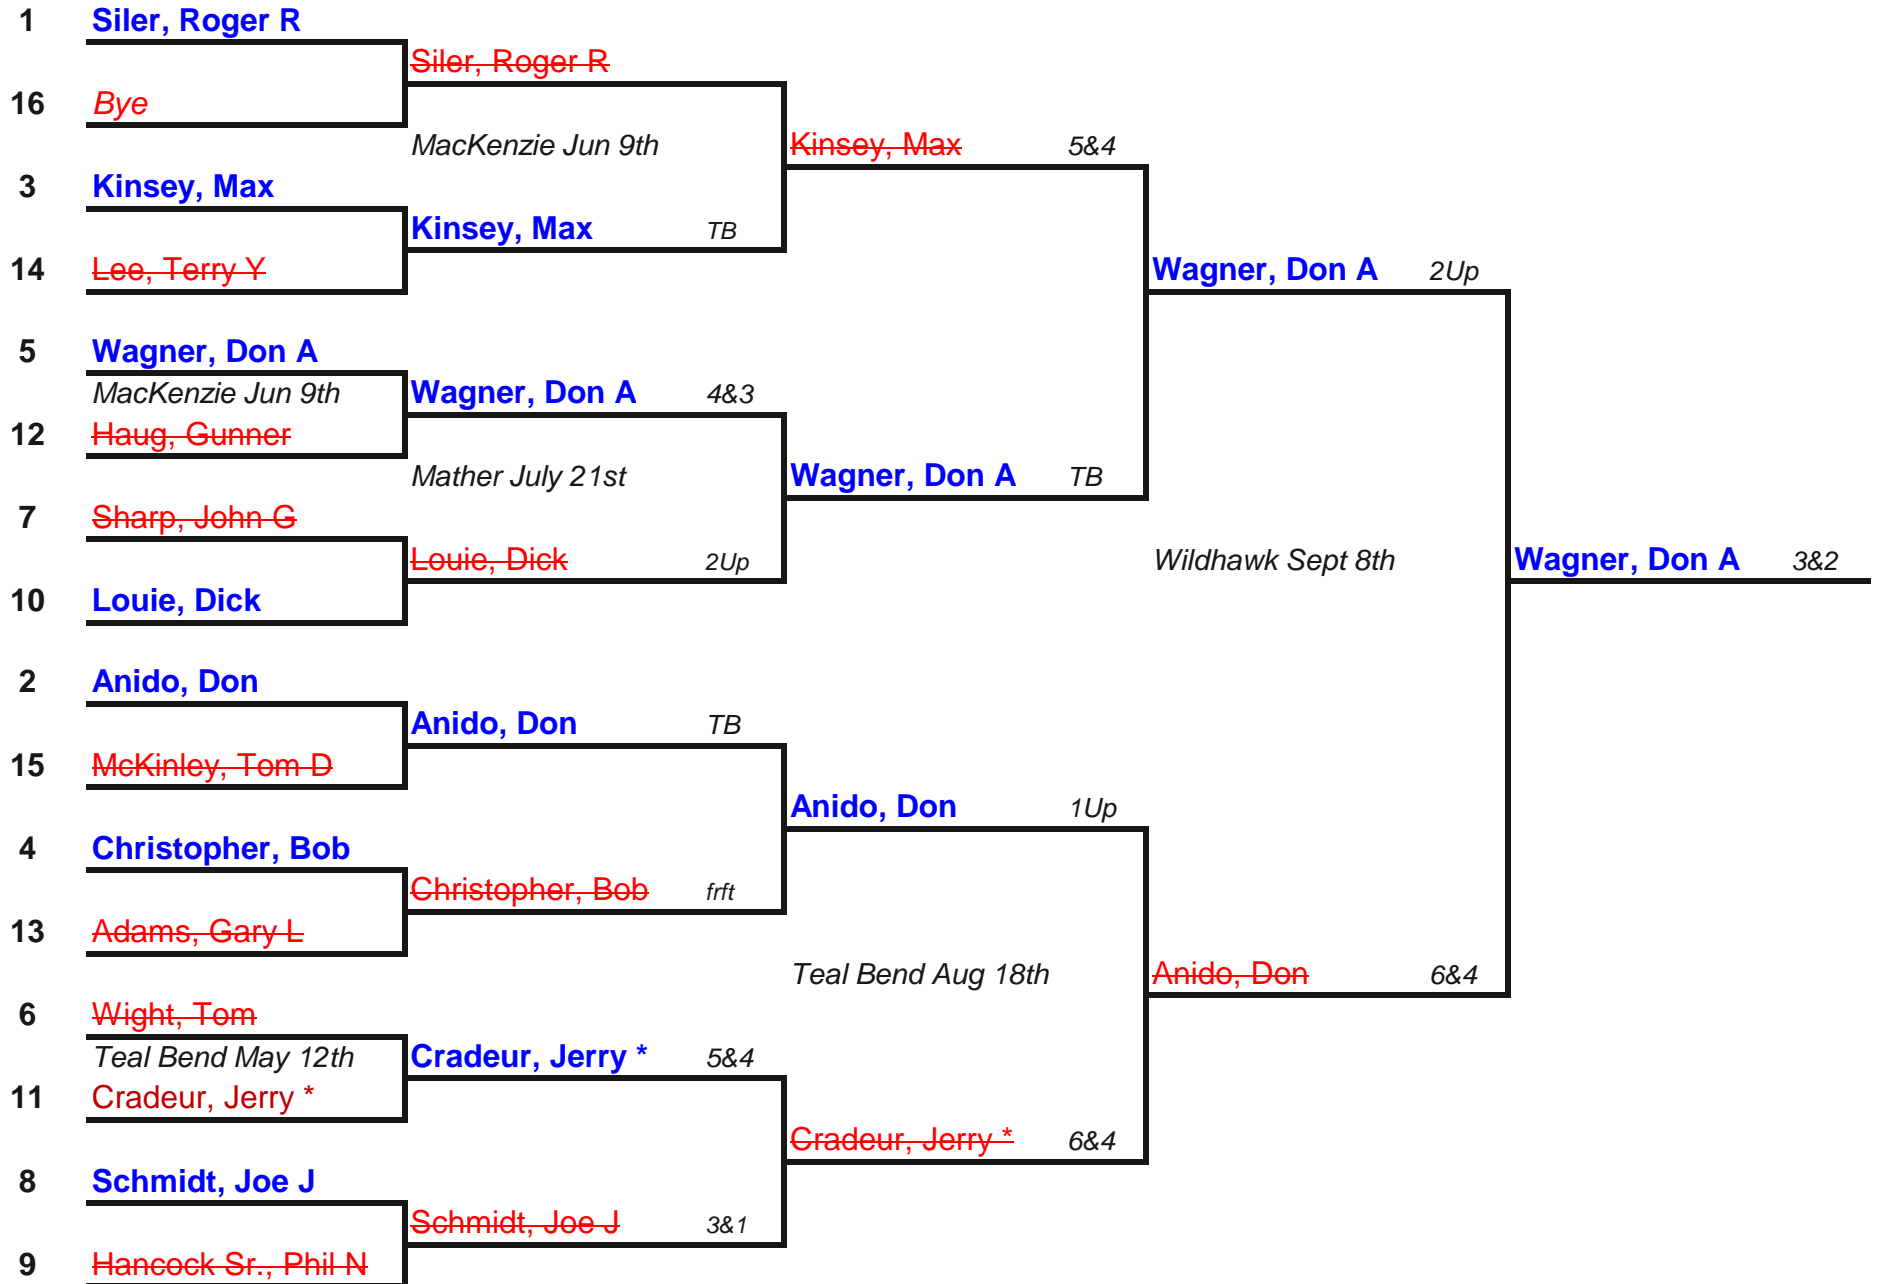 1 Siler, Roger R
Siler, Roger R
16 Bye
MacKenzie Jun 9th Kinsey, Max 5&4
3 Kinsey, Max
Kinsey, Max TB
14 Lee, Terry Y Wagner, Don A 2Up
5 Wagner, Don A
MacKenzie Jun 9th Wagner, Don A 4&3
12 Haug, Gunner
Mather July 21st Wagner, Don A TB
7 Sharp, John G
Louie, Dick 2Up Wildhawk Sept 8th Wagner, Don A 3&2
10 Louie, Dick
2 Anido, Don
Anido, Don TB
15 McKinley, Tom D
Anido, Don 1Up
4 Christopher, Bob
Christopher, Bob frft
13 Adams, Gary L
Teal Bend Aug 18th Anido, Don 6&4
6 Wight, Tom
Teal Bend May 12th Cradeur, Jerry * 5&4
11 Cradeur, Jerry *
Cradeur, Jerry * 6&4
8 Schmidt, Joe J
Schmidt, Joe J 3&1
9 Hancock Sr., Phil N